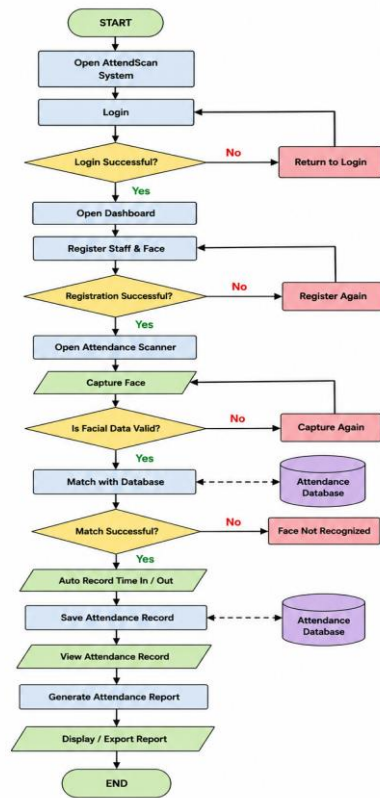 START
Open AttendScan
System
Login
Login Successful?
No
Return to Login
Yes
Open Dashboard
Register Staff & Face
Registration Successful?
No
Register Again
Yes
Open Attendance Scanner
Capture Face
Is Facial Data Valid?
No
Capture Again
Yes
Match with Database
Attendance
Database
Match Successful?
No
Face Not Recognized
Yes
Auto Record Time In / Out
Save Attendance Record
Attendance
Database
View Attendance Record
Generate Attendance Report
Display / Export Report
END